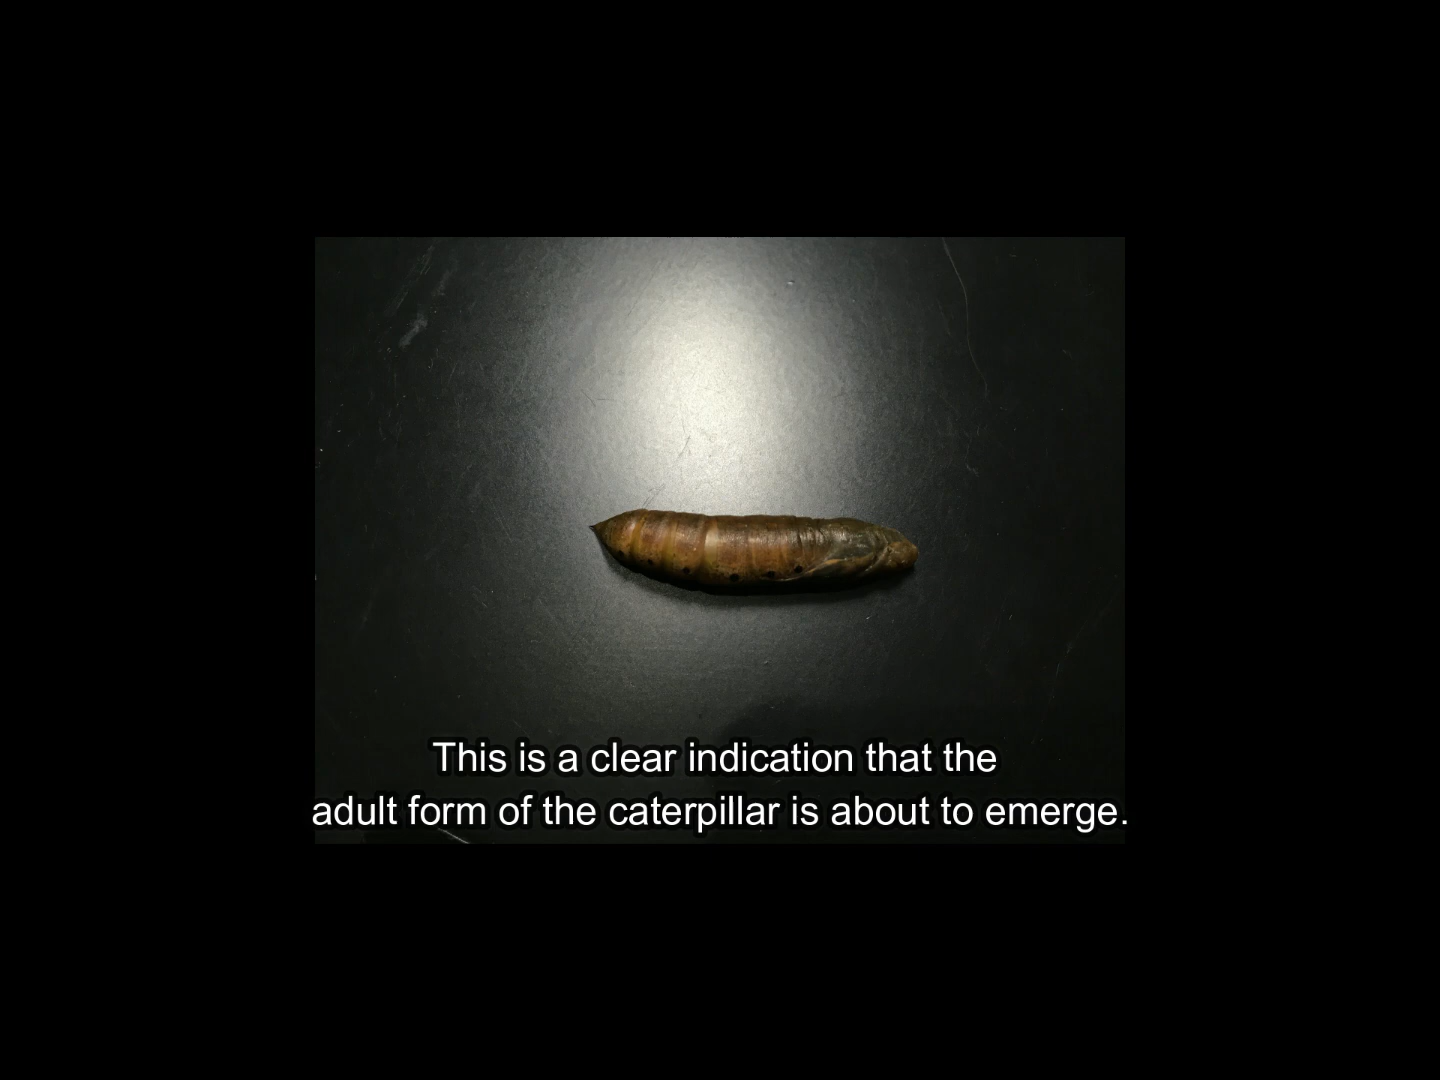 This is a clear indication that the
adult form of the caterpillar is about to emerge.